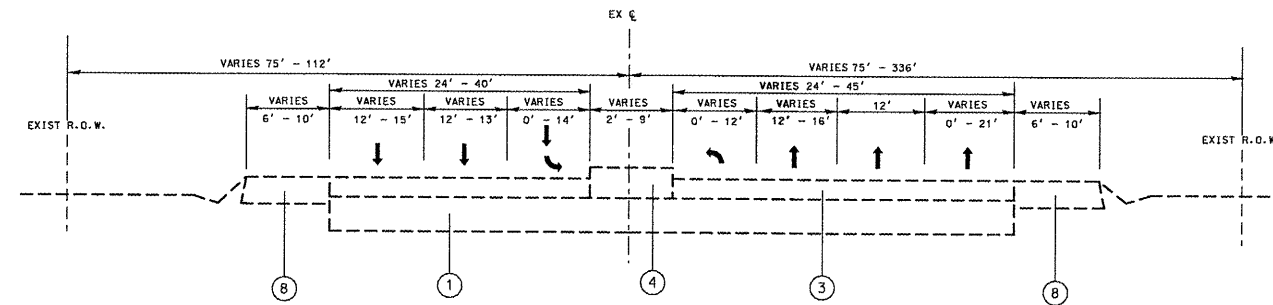 EX ℄
VARIES 75' - 112'
VARIES 75' - 336'
VARIES 24' - 40'
VARIES 24' - 45'
VARIES
6' - 10'
VARIES
12' - 15'
VARIES
12' - 13'
VARIES
0' - 14'
VARIES
2' - 9'
VARIES
0' - 12'
VARIES
12' - 16'
12'
VARIES
0' - 21'
VARIES
6' - 10'
EXIST R.O.W.
EXIST R.O.W
8
1
4
3
8